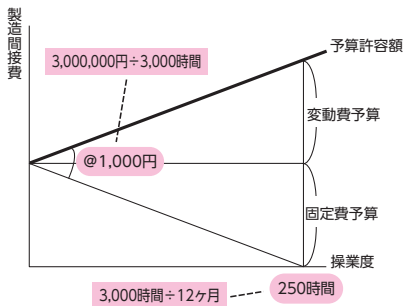 製造間接費
予算許容額
3,000,000円÷3,000時間
変動費予算
@1,000円
固定費予算
操業度
250時間
3,000時間÷12ヶ月